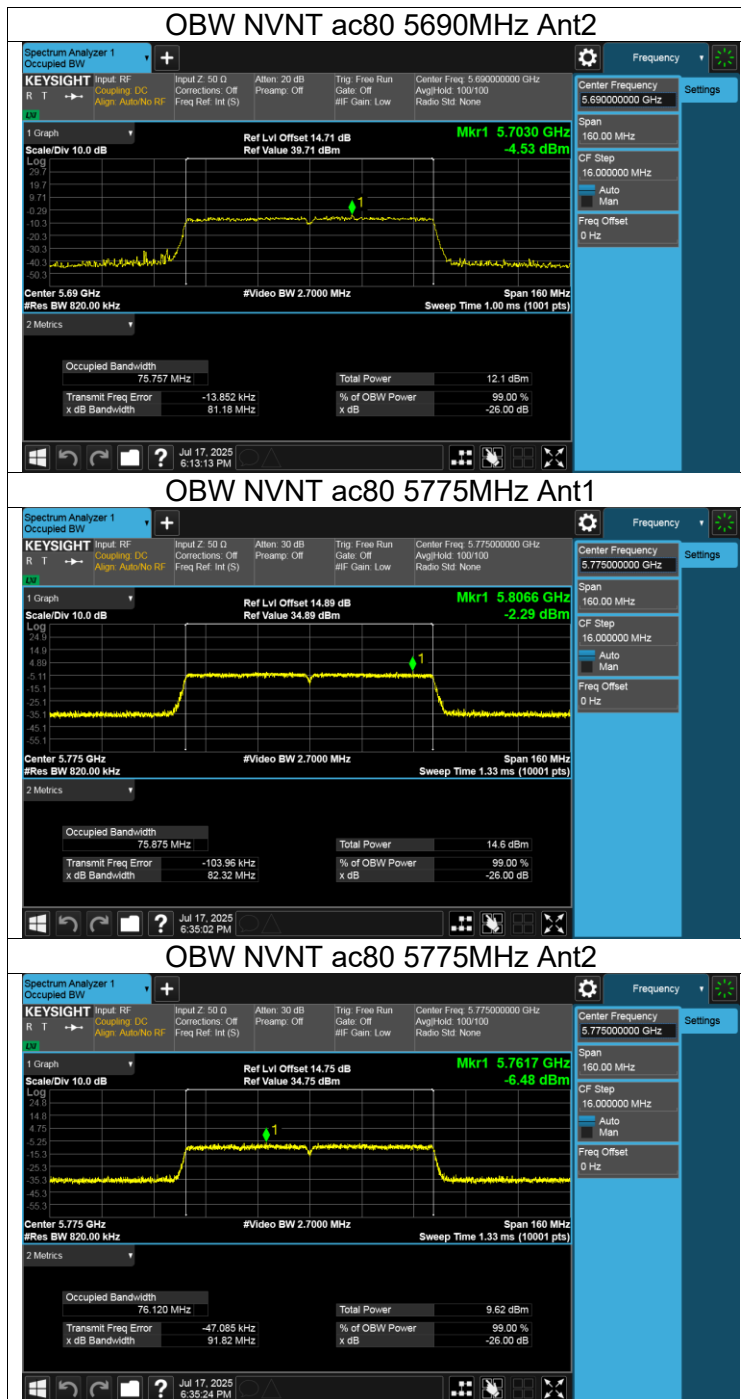 OBW NVNT ac80 5690MHz Ant2
Spectrum Analyzer 1
Occupied BW
+
Frequency
KEYSIGHT Input: RF Input Z: 50 Ω Atten: 20 dB Trig: Free Run Center Freq: 5.690000000 GHz
R T Coupling: DC Corrections: Off Preamp: Off Gate: Off Avg|Hold: 100/100
Align: Auto/No RF Freq Ref: Int (S) #IF Gain: Low Radio Std: None
LXI
Center Frequency
5.690000000 GHz
Settings
Span
160.00 MHz
CF Step
16.000000 MHz
Auto
Man
Freq Offset
0 Hz
1 Graph
Ref Lvl Offset 14.71 dB Mkr1 5.7030 GHz
Scale/Div 10.0 dB Ref Value 39.71 dBm -4.53 dBm
Log
29.7
19.7
9.71
-0.29
-10.3
-20.3
-30.3
-40.3
-50.3
1
Center 5.69 GHz #Video BW 2.7000 MHz Span 160 MHz
#Res BW 820.00 kHz Sweep Time 1.00 ms (1001 pts)
2 Metrics
Occupied Bandwidth
75.757 MHz Total Power 12.1 dBm
Transmit Freq Error -13.852 kHz % of OBW Power 99.00 %
x dB Bandwidth 81.18 MHz x dB -26.00 dB
?
Jul 17, 2025
6:13:13 PM
OBW NVNT ac80 5775MHz Ant1
Spectrum Analyzer 1
Occupied BW
+
Frequency
KEYSIGHT Input: RF Input Z: 50 Ω Atten: 30 dB Trig: Free Run Center Freq: 5.775000000 GHz
R T Coupling: DC Corrections: Off Preamp: Off Gate: Off Avg|Hold: 100/100
Align: Auto/No RF Freq Ref: Int (S) #IF Gain: Low Radio Std: None
LXI
Center Frequency
5.775000000 GHz
Settings
Span
160.00 MHz
CF Step
16.000000 MHz
Auto
Man
Freq Offset
0 Hz
1 Graph
Ref Lvl Offset 14.89 dB Mkr1 5.8066 GHz
Scale/Div 10.0 dB Ref Value 34.89 dBm -2.29 dBm
Log
24.9
14.9
4.89
-5.11
-15.1
-25.1
-35.1
-45.1
-55.1
1
Center 5.775 GHz #Video BW 2.7000 MHz Span 160 MHz
#Res BW 820.00 kHz Sweep Time 1.33 ms (10001 pts)
2 Metrics
Occupied Bandwidth
75.875 MHz Total Power 14.6 dBm
Transmit Freq Error -103.96 kHz % of OBW Power 99.00 %
x dB Bandwidth 82.32 MHz x dB -26.00 dB
?
Jul 17, 2025
6:35:02 PM
OBW NVNT ac80 5775MHz Ant2
Spectrum Analyzer 1
Occupied BW
+
Frequency
KEYSIGHT Input: RF Input Z: 50 Ω Atten: 30 dB Trig: Free Run Center Freq: 5.775000000 GHz
R T Coupling: DC Corrections: Off Preamp: Off Gate: Off Avg|Hold: 100/100
Align: Auto/No RF Freq Ref: Int (S) #IF Gain: Low Radio Std: None
LXI
Center Frequency
5.775000000 GHz
Settings
Span
160.00 MHz
CF Step
16.000000 MHz
Auto
Man
Freq Offset
0 Hz
1 Graph
Ref Lvl Offset 14.75 dB Mkr1 5.7617 GHz
Scale/Div 10.0 dB Ref Value 34.75 dBm -6.48 dBm
Log
24.8
14.8
4.75
-5.25
-15.3
-25.3
-35.3
-45.3
-55.3
1
Center 5.775 GHz #Video BW 2.7000 MHz Span 160 MHz
#Res BW 820.00 kHz Sweep Time 1.33 ms (10001 pts)
2 Metrics
Occupied Bandwidth
76.120 MHz Total Power 9.62 dBm
Transmit Freq Error -47.085 kHz % of OBW Power 99.00 %
x dB Bandwidth 91.82 MHz x dB -26.00 dB
?
Jul 17, 2025
6:35:24 PM